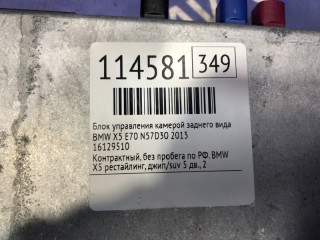 114581 349
Блок управления камерой заднего вида
BMW X5 E70 N57D30 2013
16129510
Контрактный, без пробега по РФ. BMW
X5 рестайлинг, джип/suv 5 дв., 2